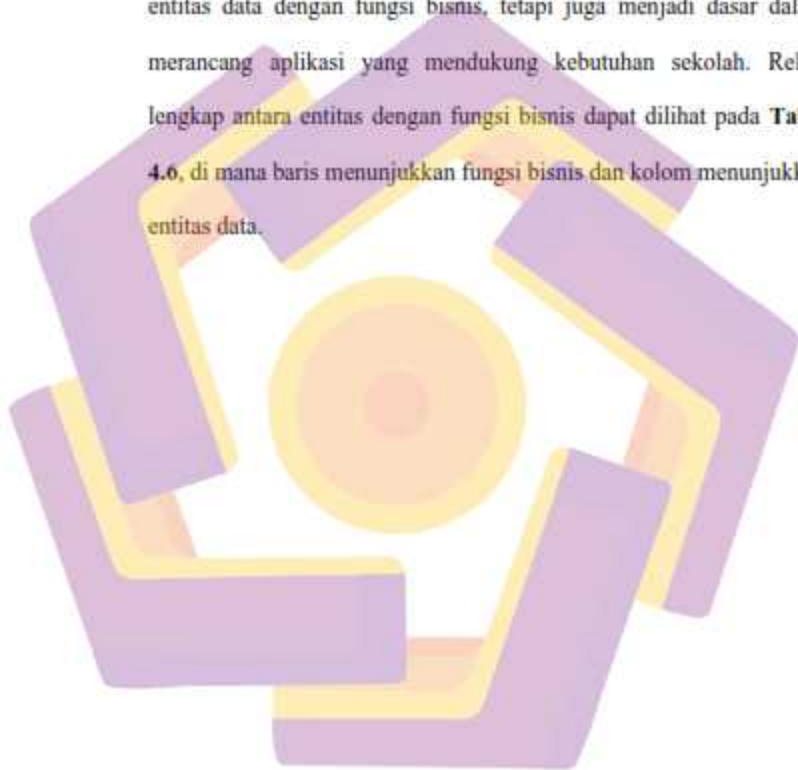 entitas data dengan fungsi bisnis, tetapi juga menjadi dasar dal
merancang aplikasi yang mendukung kebutuhan sekolah. Rel
lengkap antara entitas dengan fungsi bisnis dapat dilihat pada Ta
4.6, di mana baris menunjukkan fungsi bisnis dan kolom menunjukk
entitas data.